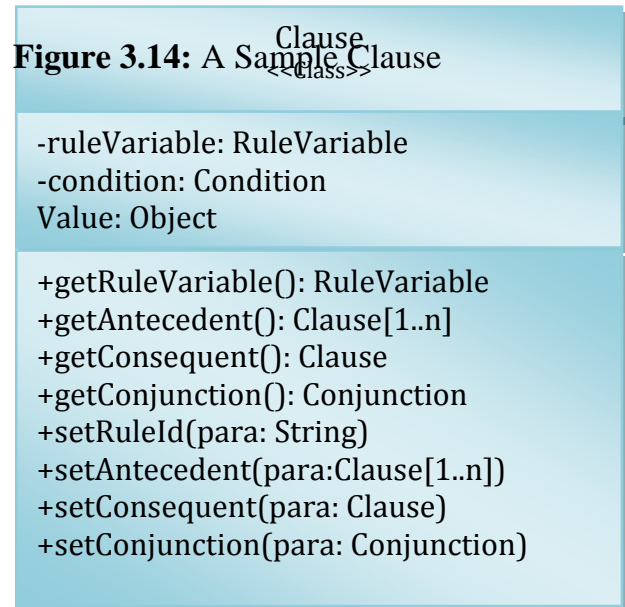 Clause
Figure 3.14: A Sample Clause
<<Class>>
-ruleVariable: RuleVariable
-condition: Condition
Value: Object
+getRuleVariable(): RuleVariable
+getAntecedent(): Clause[1..n]
+getConsequent(): Clause
+getConjunction(): Conjunction
+setRuleId(para: String)
+setAntecedent(para:Clause[1..n])
+setConsequent(para: Clause)
+setConjunction(para: Conjunction)